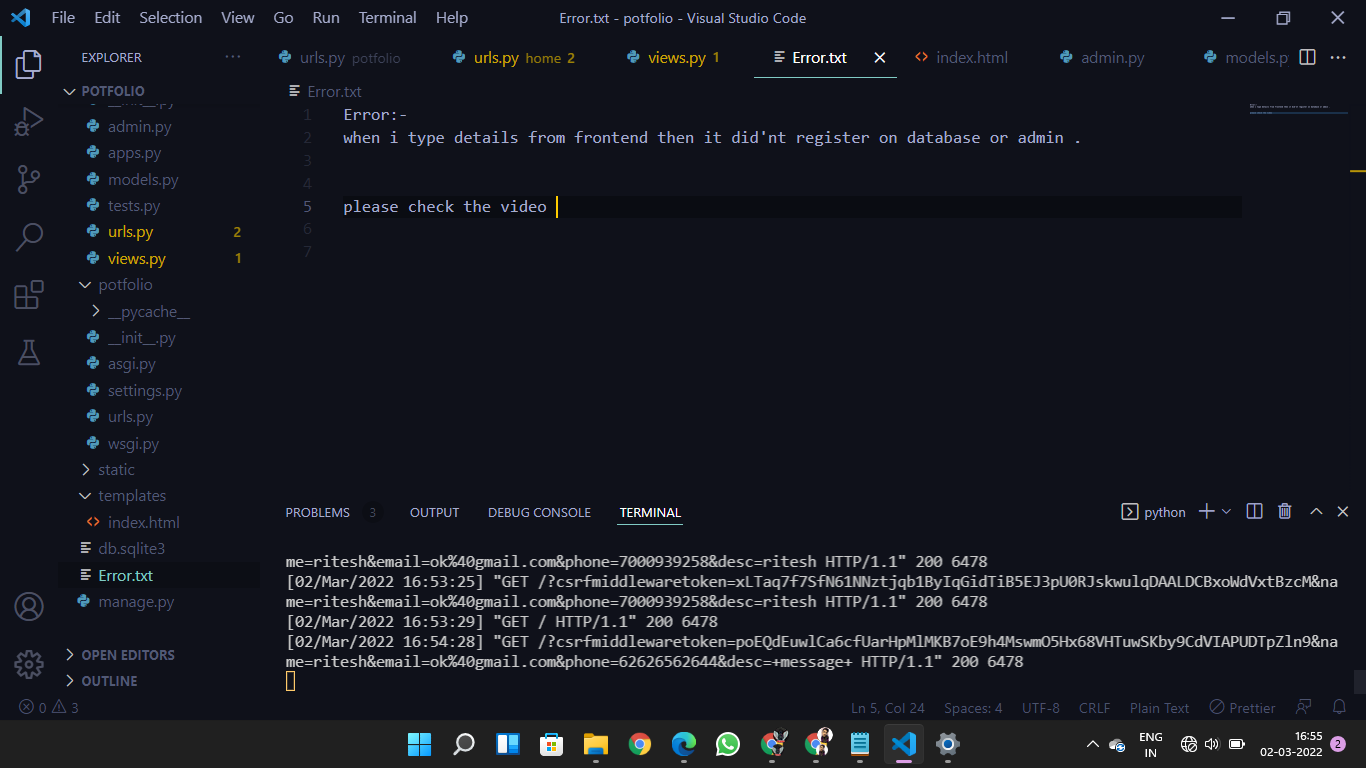 File Edit Selection View Go Run Terminal Help Error.txt - potfolio - Visual Studio Code
EXPLORER ··· urls.py potfolio urls.py home 2 views.py 1 Error.txt index.html admin.py models.p ···
POTFOLIO
Error.txt
__init__.py
admin.py
apps.py
models.py
tests.py
urls.py 2
views.py 1
potfolio
__pycache__
__init__.py
asgi.py
settings.py
urls.py
wsgi.py
static
templates
index.html
db.sqlite3
Error.txt
manage.py
OPEN EDITORS
OUTLINE
1 Error:-
2 when i type details from frontend then it did'nt register on database or admin .
3
4
5 please check the video
6
7
PROBLEMS 3 OUTPUT DEBUG CONSOLE TERMINAL python
me=ritesh&email=ok%40gmail.com&phone=7000939258&desc=ritesh HTTP/1.1" 200 6478
[02/Mar/2022 16:53:25] "GET /?csrfmiddlewaretoken=xLTaq7f7SfN61NNztjqb1ByIqGidTiB5EJ3pU0RJskwulqDAALDCBxoWdVxtBzcM&na
me=ritesh&email=ok%40gmail.com&phone=7000939258&desc=ritesh HTTP/1.1" 200 6478
[02/Mar/2022 16:53:29] "GET / HTTP/1.1" 200 6478
[02/Mar/2022 16:54:28] "GET /?csrfmiddlewaretoken=poEQdEuwlCa6cfUarHpMlMKB7oE9h4MswmO5Hx68VHTuwSKby9CdVIAPUDTpZln9&na
me=ritesh&email=ok%40gmail.com&phone=62626562644&desc=+message+ HTTP/1.1" 200 6478
0 3 Ln 5, Col 24 Spaces: 4 UTF-8 CRLF Plain Text Prettier
ENG
IN
16:55
02-03-2022 2